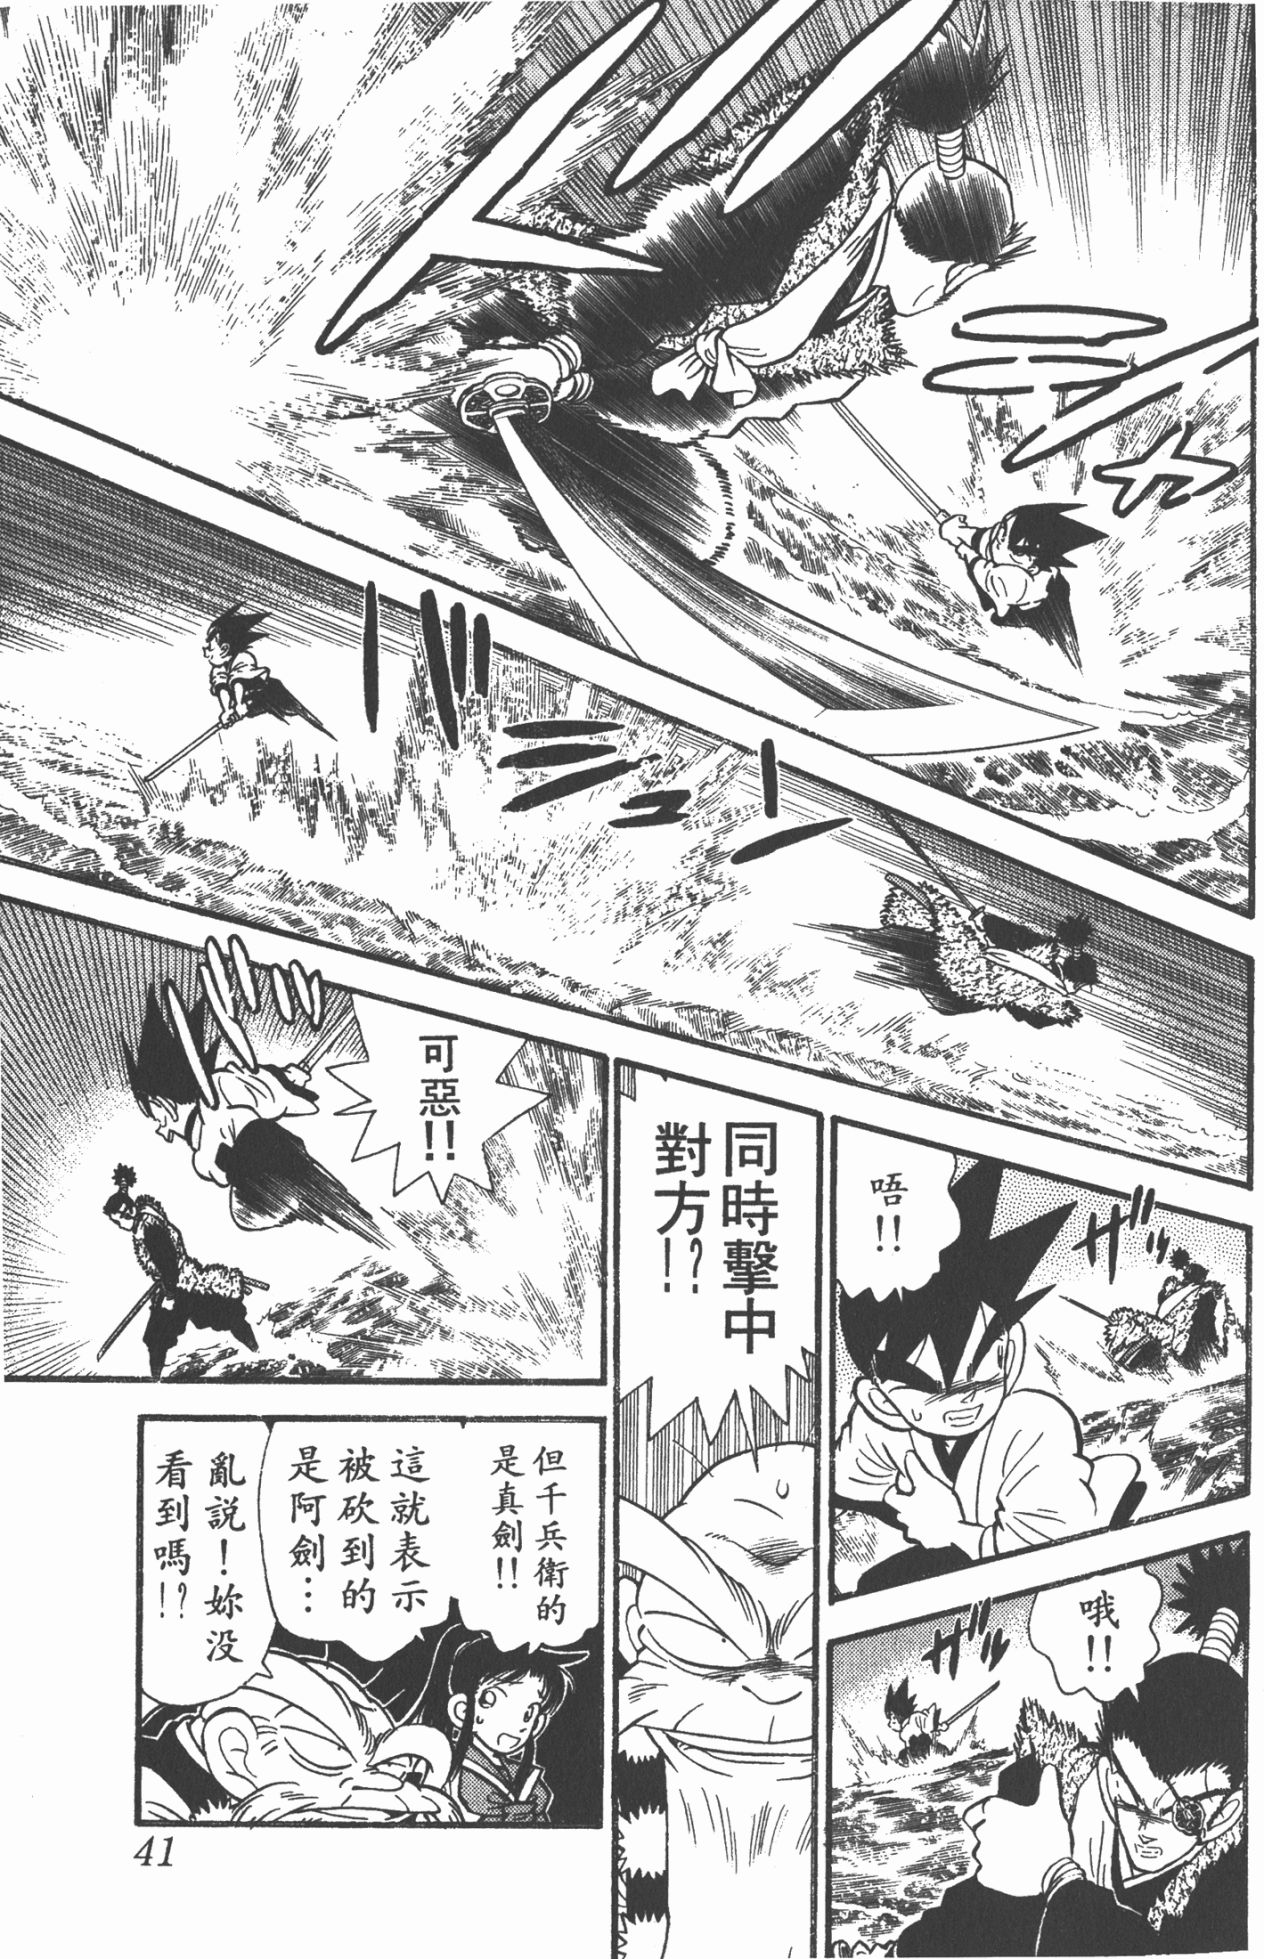 唔!!
哦!!
同時擊中
對方!?
可惡!!
但千兵衛的
是真劍!!
這就表示
被砍到的
是阿劍…
亂說！妳没
看到嗎!?
41